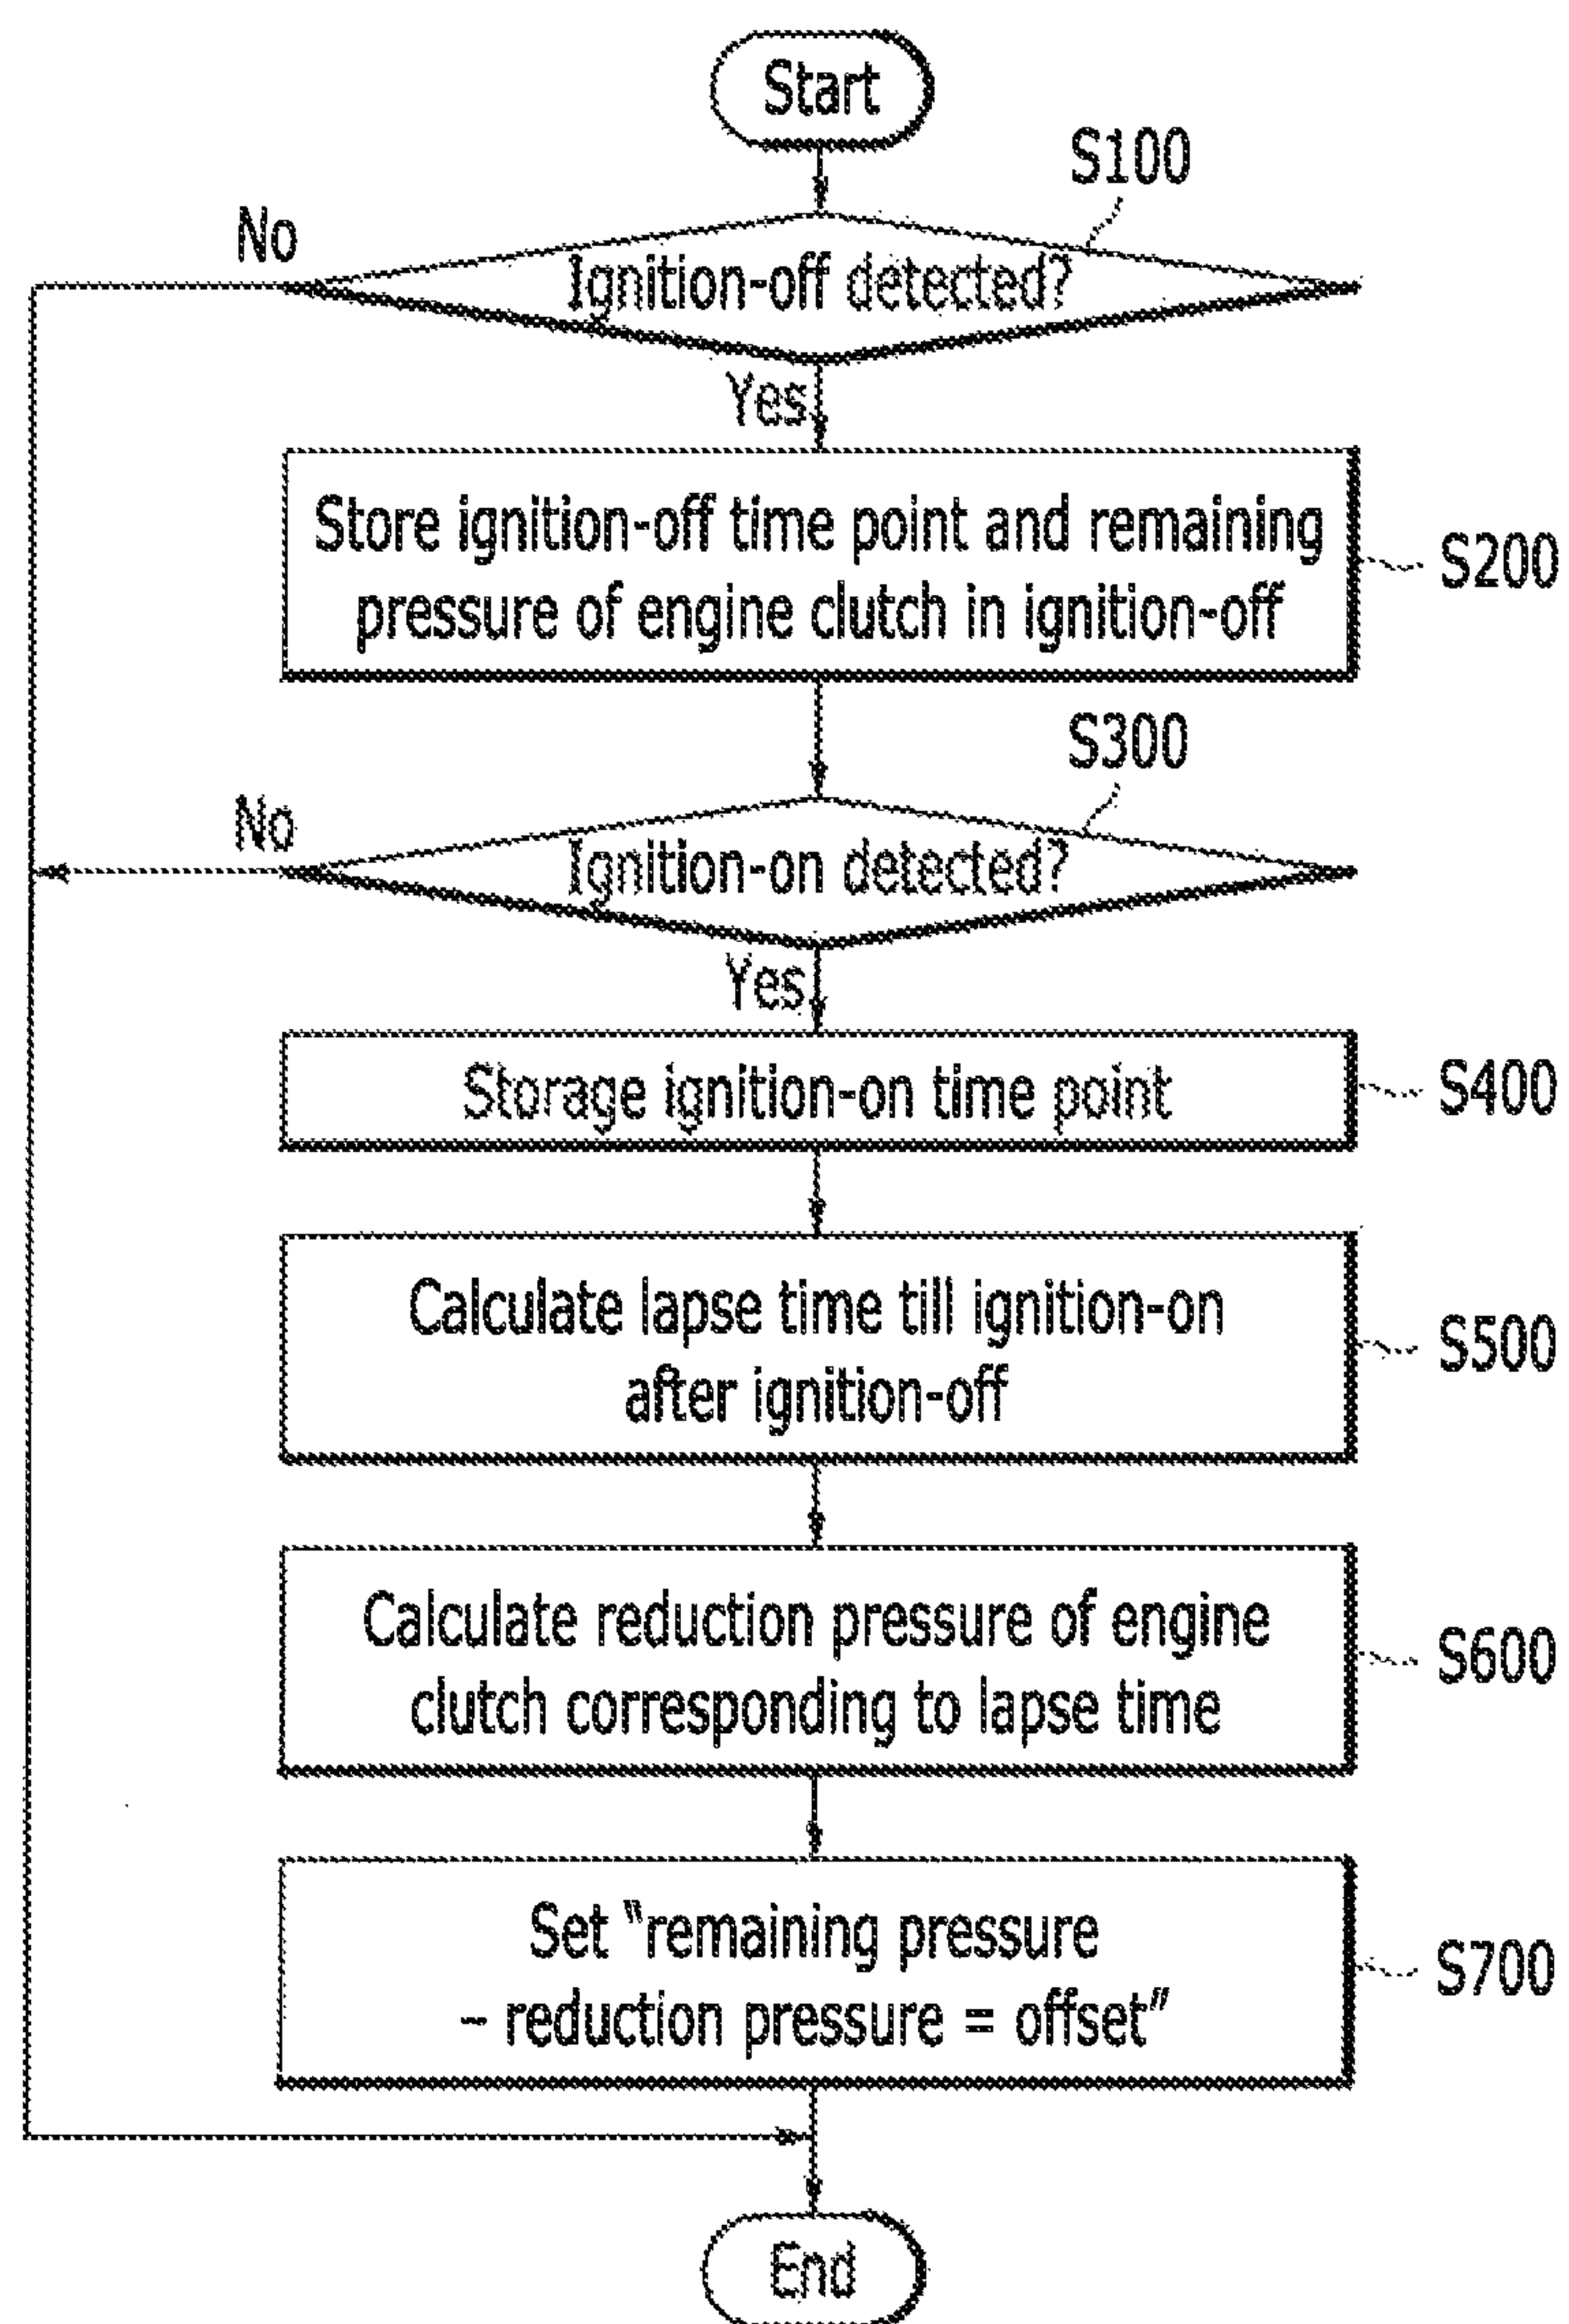 Start
S100
No
Ignition-off detected?
Yes
Store ignition-off time point and remaining
pressure of engine clutch in ignition-off
S200
S300
No
Ignition-on detected?
Yes
Storage ignition-on time point
S400
Calculate lapse time till ignition-on
after ignition-off
S500
Calculate reduction pressure of engine
clutch corresponding to lapse time
S600
Set "remaining pressure
- reduction pressure = offset"
S700
End